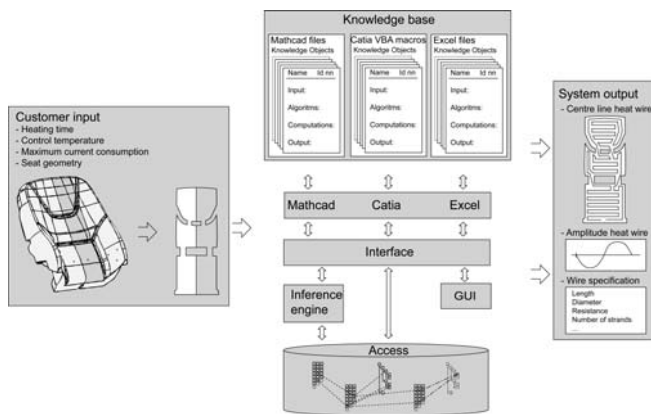 Knowledge base
Mathcad files
Knowledge Objects
Name Id nn
Input:
Algoritms:
Computations:
Output:
Catia VBA macros
Knowledge Objects
Name Id nn
Input:
Algoritms:
Computations:
Output:
Excel files
Knowledge Objects
Name Id nn
Input:
Algoritms:
Computations:
Output:
Customer input
- Heating time
- Control temperature
- Maximum current consumption
- Seat geometry
Mathcad Catia Excel
Interface
Inference
engine
GUI
Access
System output
- Centre line heat wire
- Amplitude heat wire
- Wire specification
Length
Diameter
Resistance
Number of strands
...